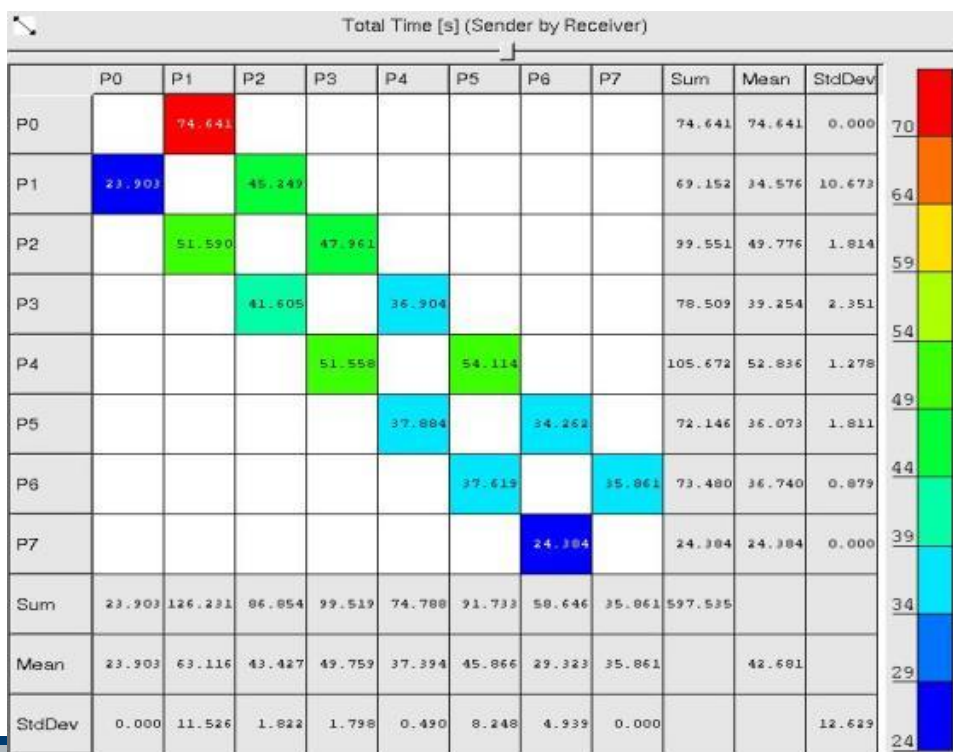 Total Time [s] (Sender by Receiver)
P0 P1 P2 P3 P4 P5 P6 P7 Sum Mean StdDev
P0 74.641 74.641 74.641 0.000
P1 23.903 45.249 69.152 34.576 10.673
P2 51.590 47.961 99.551 49.776 1.814
P3 41.605 36.904 78.509 39.254 2.351
P4 51.558 54.114 105.672 52.836 1.278
P5 37.884 34.262 72.146 36.073 1.811
P6 37.619 35.861 73.480 36.740 0.879
P7 24.384 24.384 24.384 0.000
Sum 23.903 126.231 86.854 99.519 74.788 91.733 58.646 35.861 597.535
Mean 23.903 63.116 43.427 49.759 37.394 45.866 29.323 35.861 42.681
StdDev 0.000 11.526 1.822 1.798 0.490 8.248 4.939 0.000 12.629
70
64
59
54
49
44
39
34
29
24